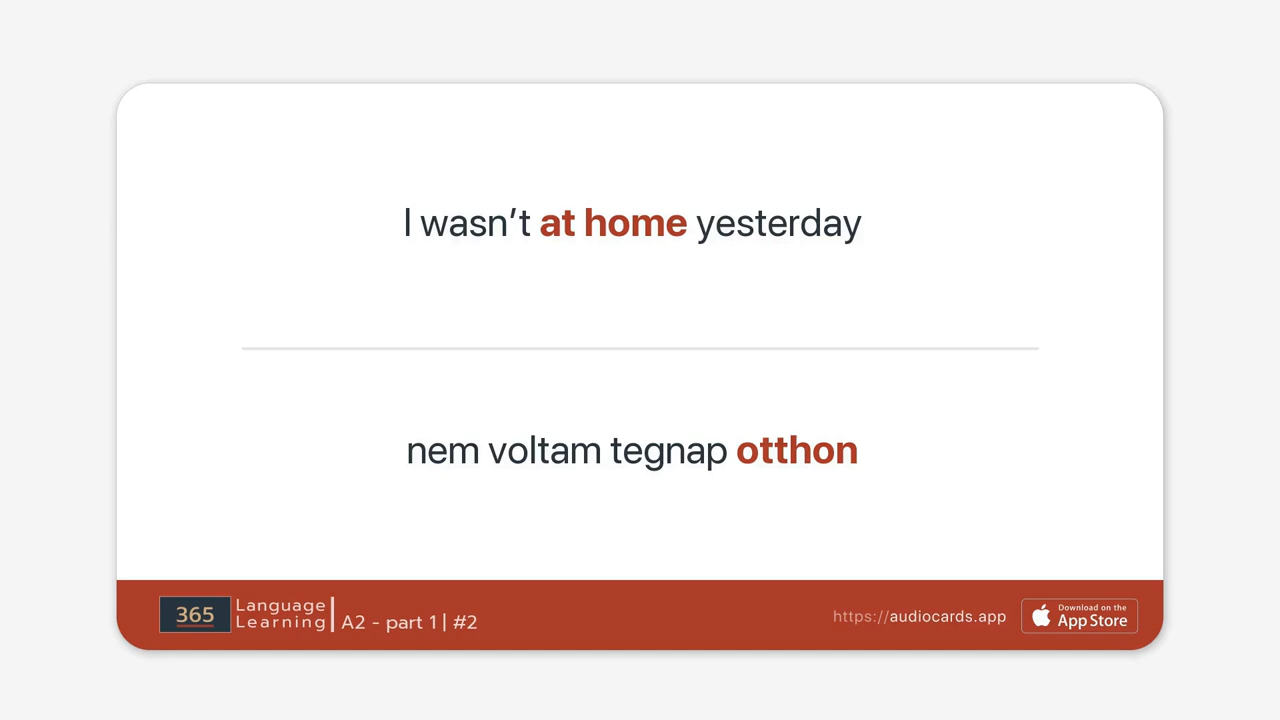 I wasn’t at home yesterday
nem voltam tegnap otthon
365
Language
Learning
A2 - part 1 | #2
https://audiocards.app
Download on the
App Store